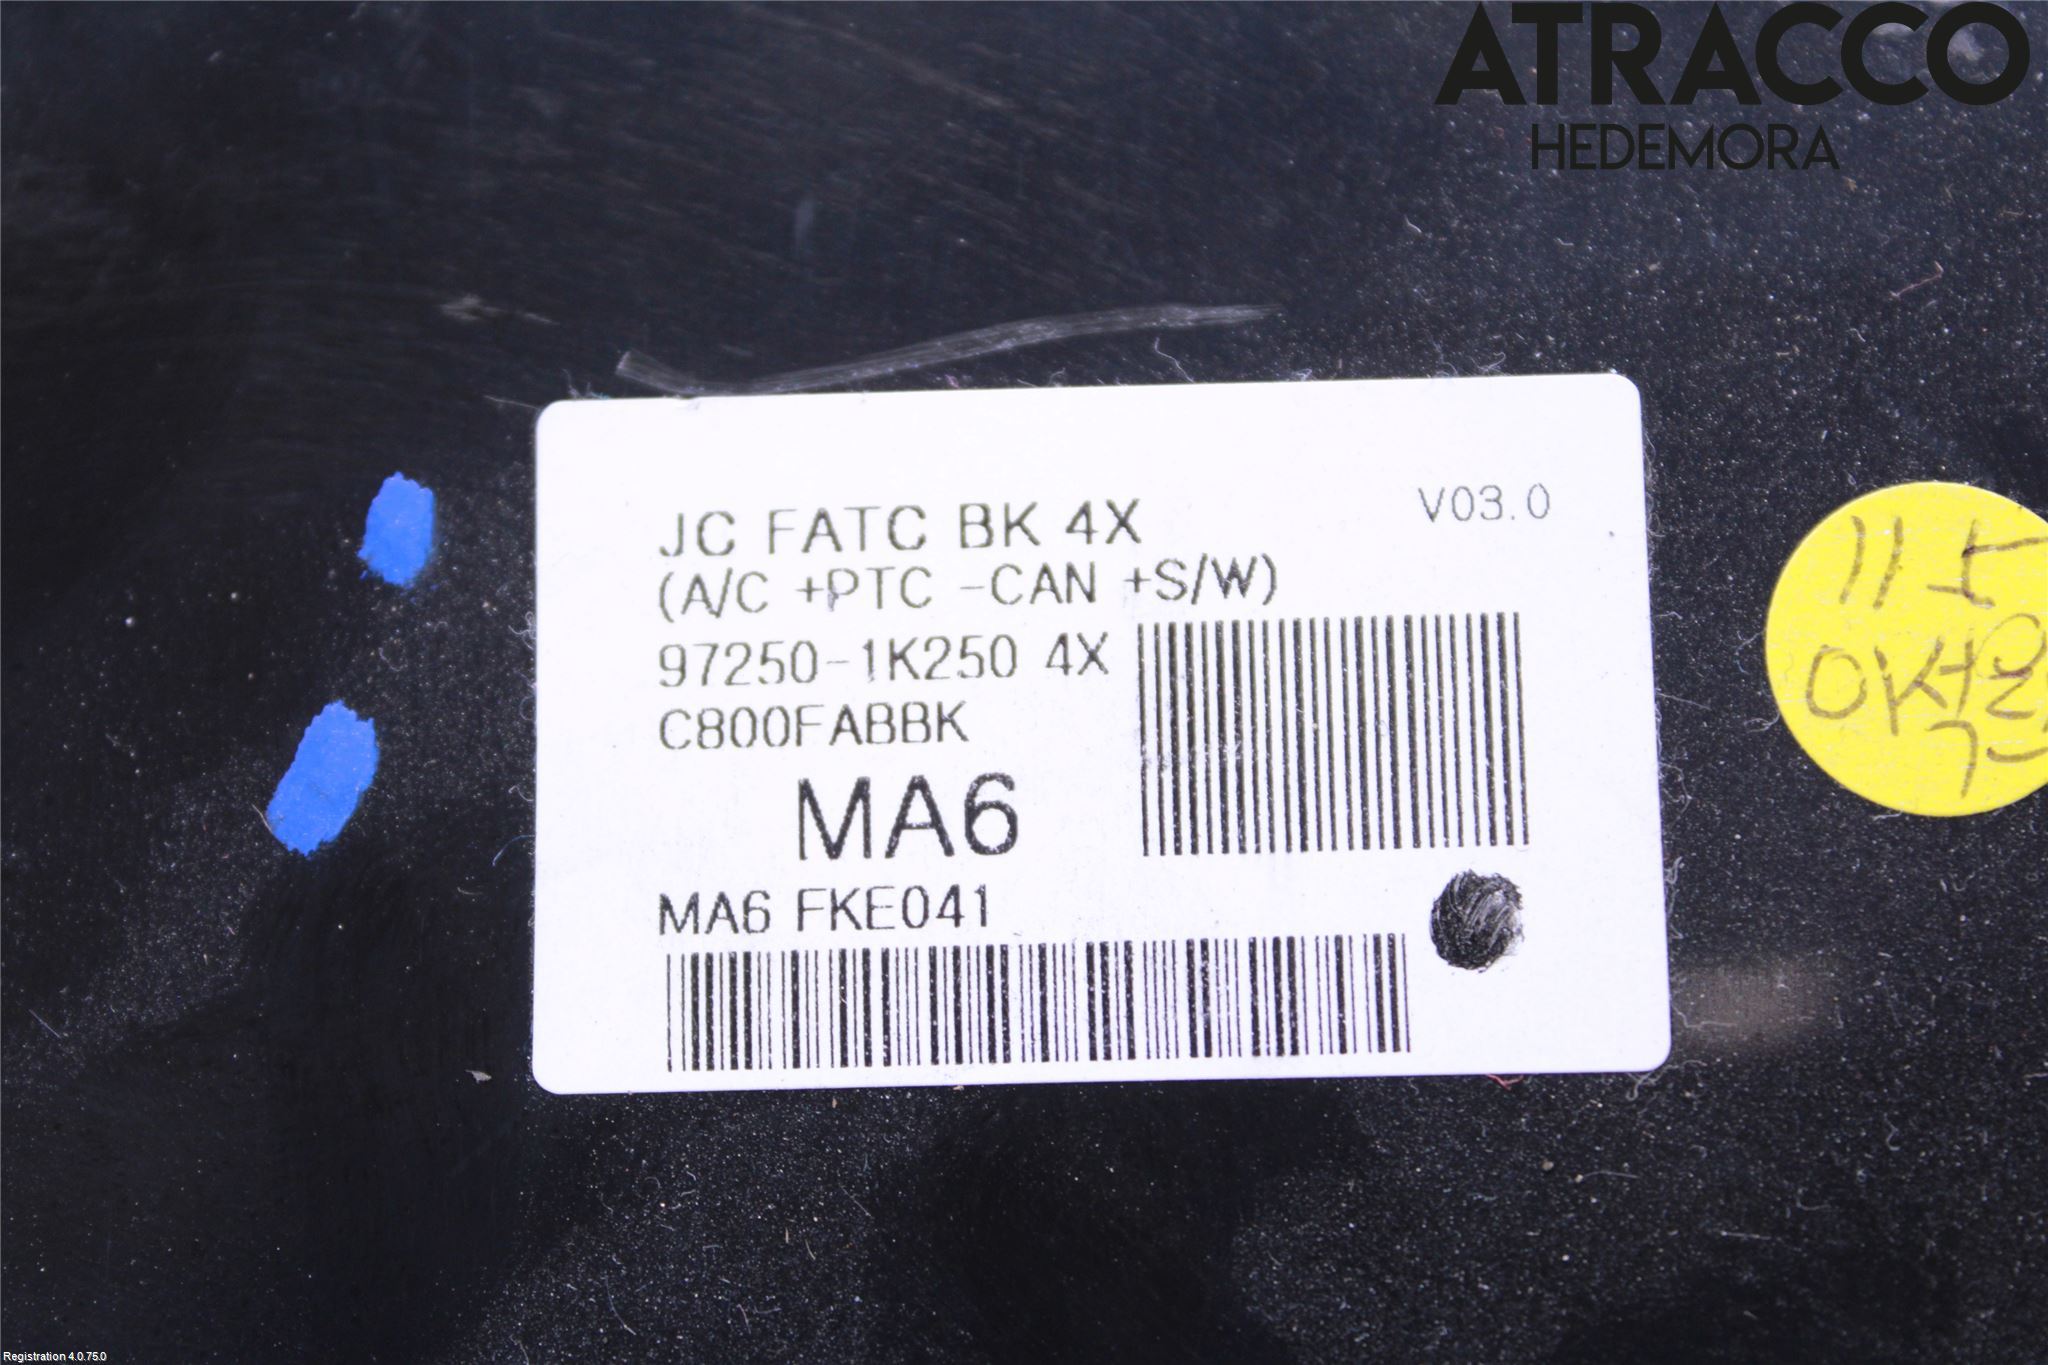 ATRACCO
HEDEMORA
JC FATC BK 4X
V03.0
(A/C +PTC -CAN +S/W)
97250-1K250 4X
C800FABBK
MA6
MA6 FKE041
11
Registration 4.0.75.0